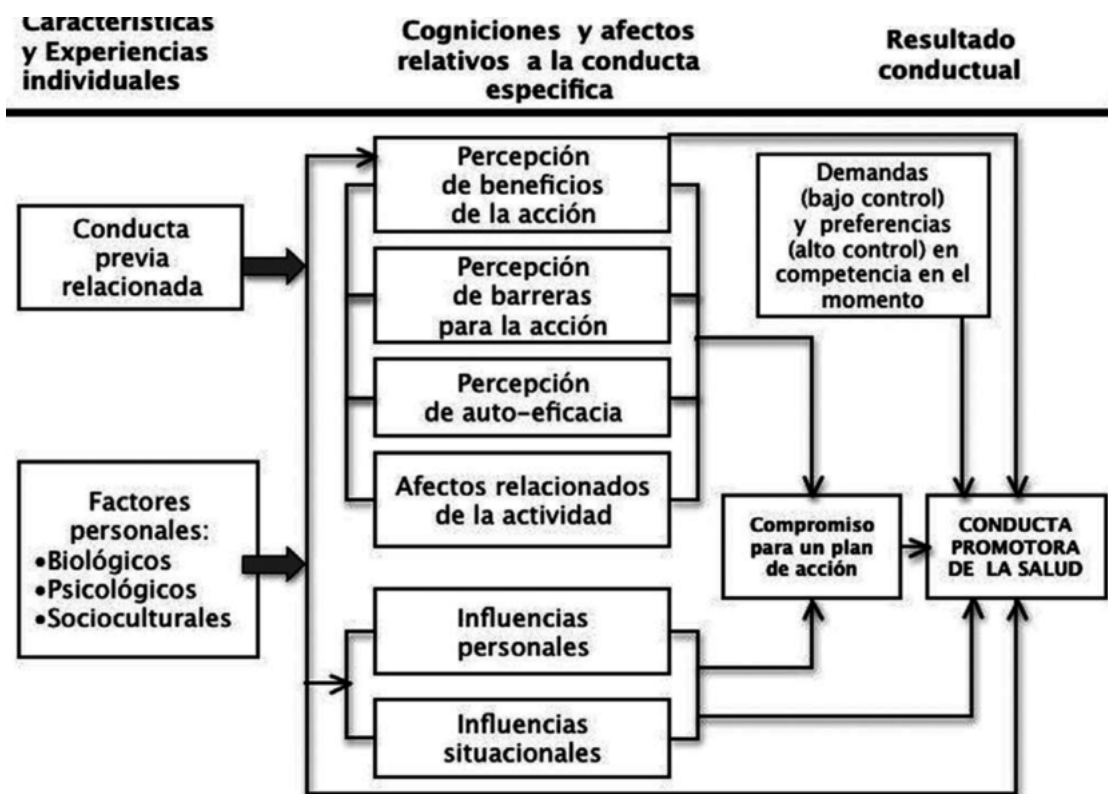 Características
y Experiencias
individuales
Cogniciones y afectos
relativos a la conducta
especifica
Resultado
conductual
Conducta
previa
relacionada
Factores
personales:
•Biológicos
•Psicológicos
•Socioculturales
Percepción
de beneficios
de la acción
Percepción
de barreras
para la acción
Percepción
de auto-eficacia
Afectos relacionados
de la actividad
Influencias
personales
Influencias
situacionales
Demandas
(bajo control)
y preferencias
(alto control) en
competencia en el
momento
Compromiso
para un plan
de acción
CONDUCTA
PROMOTORA
DE LA SALUD